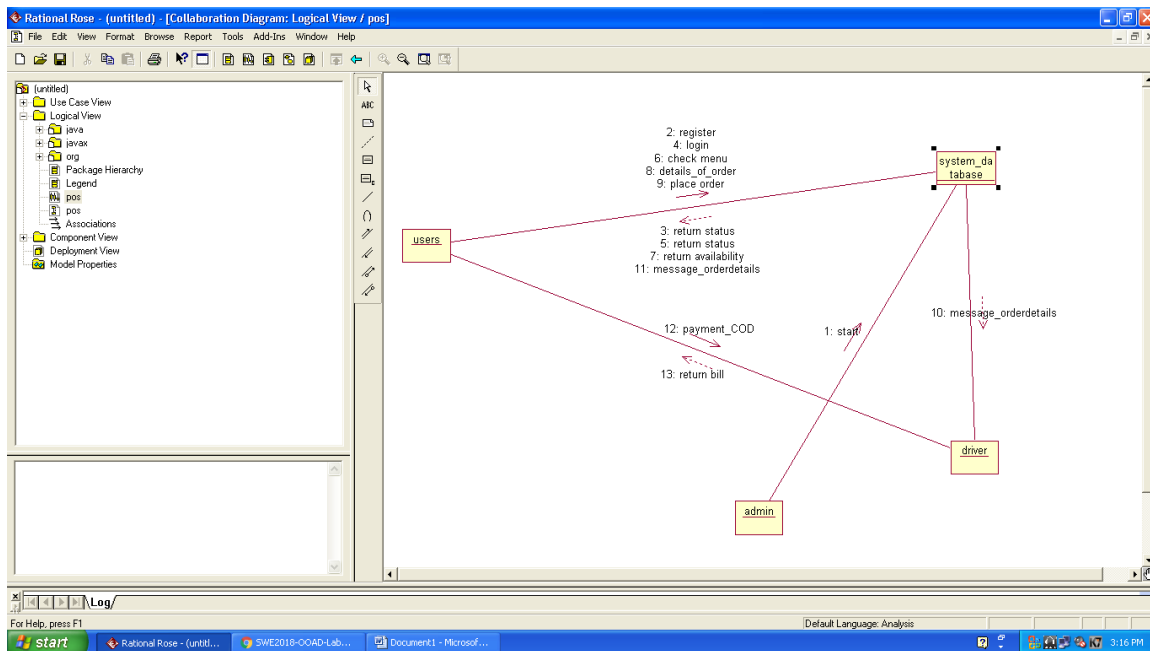 Rational Rose - (untitled) - [Collaboration Diagram: Logical View / pos]
File Edit View Format Browse Report Tools Add-Ins Window Help
(untitled)
Use Case View
Logical View
java
javax
org
Package Hierarchy
Legend
pos
pos
Associations
Component View
Deployment View
Model Properties
ABC
2: register
4: login
6: check menu
8: details_of_order
9: place order
system_da
tabase
users
3: return status
5: return status
7: return availability
11: message_orderdetails
12: payment_COD
1: start
10: message_orderdetails
13: return bill
driver
admin
Log
For Help, press F1
Default Language: Analysis
start
Rational Rose - (untitl...
SWE2018-OOAD-Lab...
Document1 - Microsof...
3:16 PM